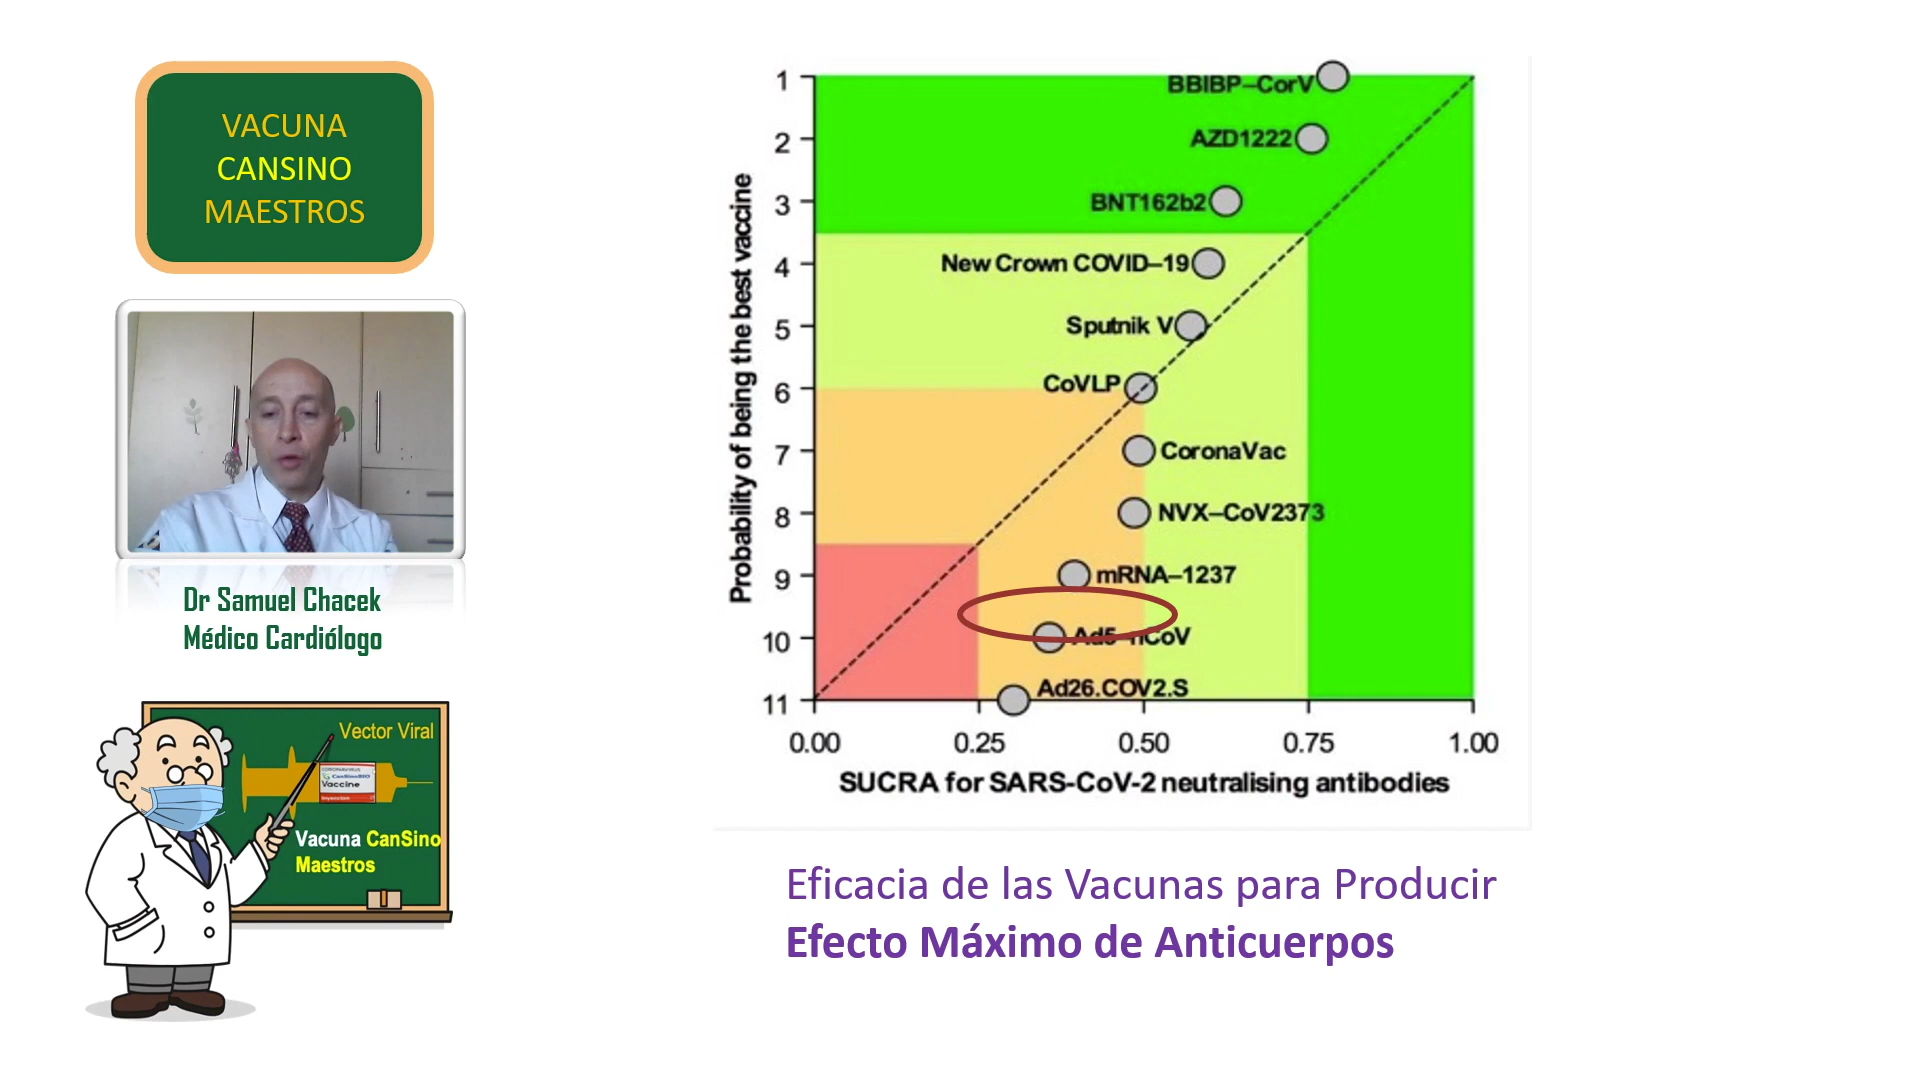 VACUNA
CANSINO
MAESTROS
Dr Samuel Chacek
Médico Cardiólogo
Vector Viral
CORONAVIRUS
CanSinoBIO
Vaccine
Vacuna CanSino
Maestros
Probability of being the best vaccine
1
2
3
4
5
6
7
8
9
10
11
BBIBP–CorV
AZD1222
BNT162b2
New Crown COVID–19
Sputnik V
CoVLP
CoronaVac
NVX–CoV2373
mRNA–1237
Ad5–nCoV
Ad26.COV2.S
0.00 0.25 0.50 0.75 1.00
SUCRA for SARS-CoV-2 neutralising antibodies
Eficacia de las Vacunas para Producir
Efecto Máximo de Anticuerpos